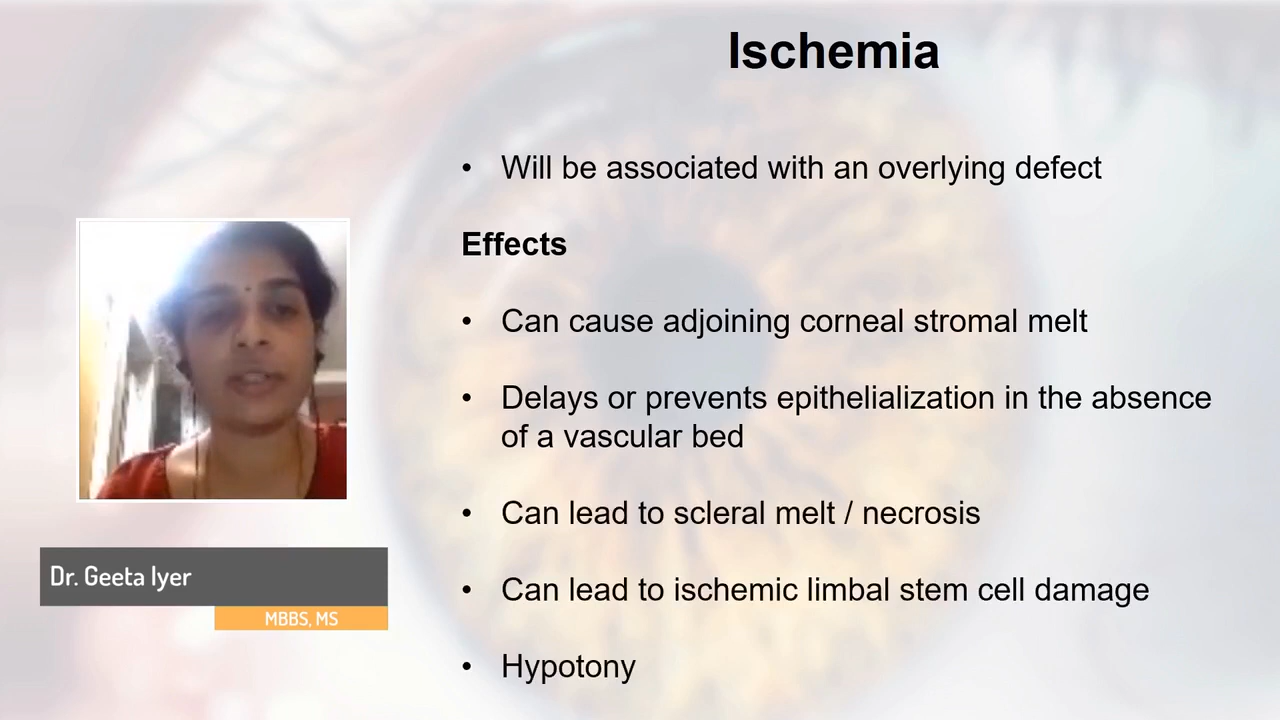 Ischemia
• Will be associated with an overlying defect
Effects
• Can cause adjoining corneal stromal melt
• Delays or prevents epithelialization in the absence
of a vascular bed
• Can lead to scleral melt / necrosis
• Can lead to ischemic limbal stem cell damage
• Hypotony
Dr. Geeta Iyer
MBBS, MS